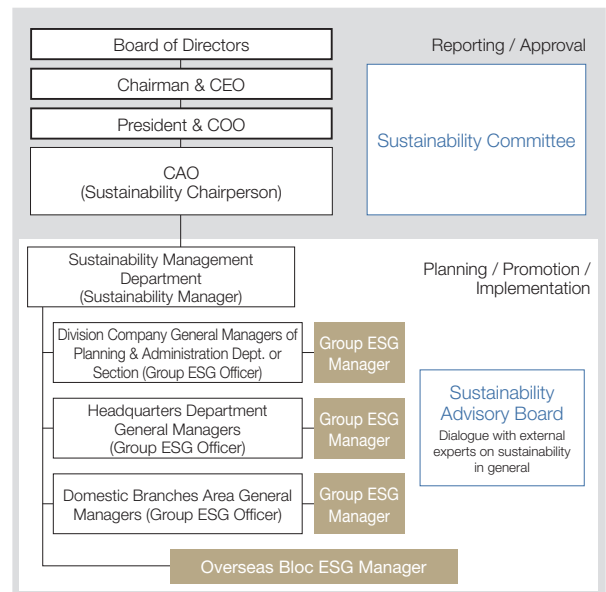 Board of Directors
Reporting / Approval
Chairman & CEO
President & COO
Sustainability Committee
CAO
(Sustainability Chairperson)
Sustainability Management
Department
(Sustainability Manager)
Planning / Promotion /
Implementation
Division Company General Managers of
Planning & Administration Dept. or
Section (Group ESG Officer)
Group ESG
Manager
Headquarters Department
General Managers
(Group ESG Officer)
Group ESG
Manager
Sustainability
Advisory Board
Dialogue with external
experts on sustainability
in general
Domestic Branches Area General
Managers (Group ESG Officer)
Group ESG
Manager
Overseas Bloc ESG Manager